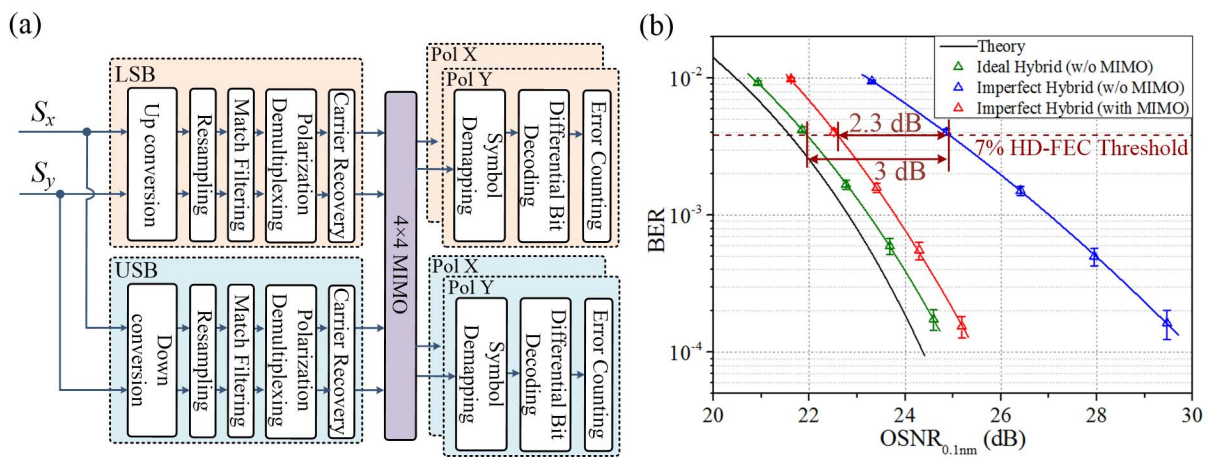 (a)
S_x
S_y
LSB
Up conversion
Resampling
Match Filtering
Polarization
Demultiplexing
Carrier Recovery
USB
Down
conversion
Resampling
Match Filtering
Polarization
Demultiplexing
Carrier Recovery
4×4 MIMO
Pol X
Pol Y
Symbol
Demapping
Differential Bit
Decoding
Error Counting
Pol X
Pol Y
Symbol
Demapping
Differential Bit
Decoding
Error Counting
(b)
Theory
Ideal Hybrid (w/o MIMO)
Imperfect Hybrid (w/o MIMO)
Imperfect Hybrid (with MIMO)
2.3 dB
3 dB
7% HD-FEC Threshold
BER
10^-2
10^-3
10^-4
20 22 24 26 28 30
OSNR_0.1nm (dB)